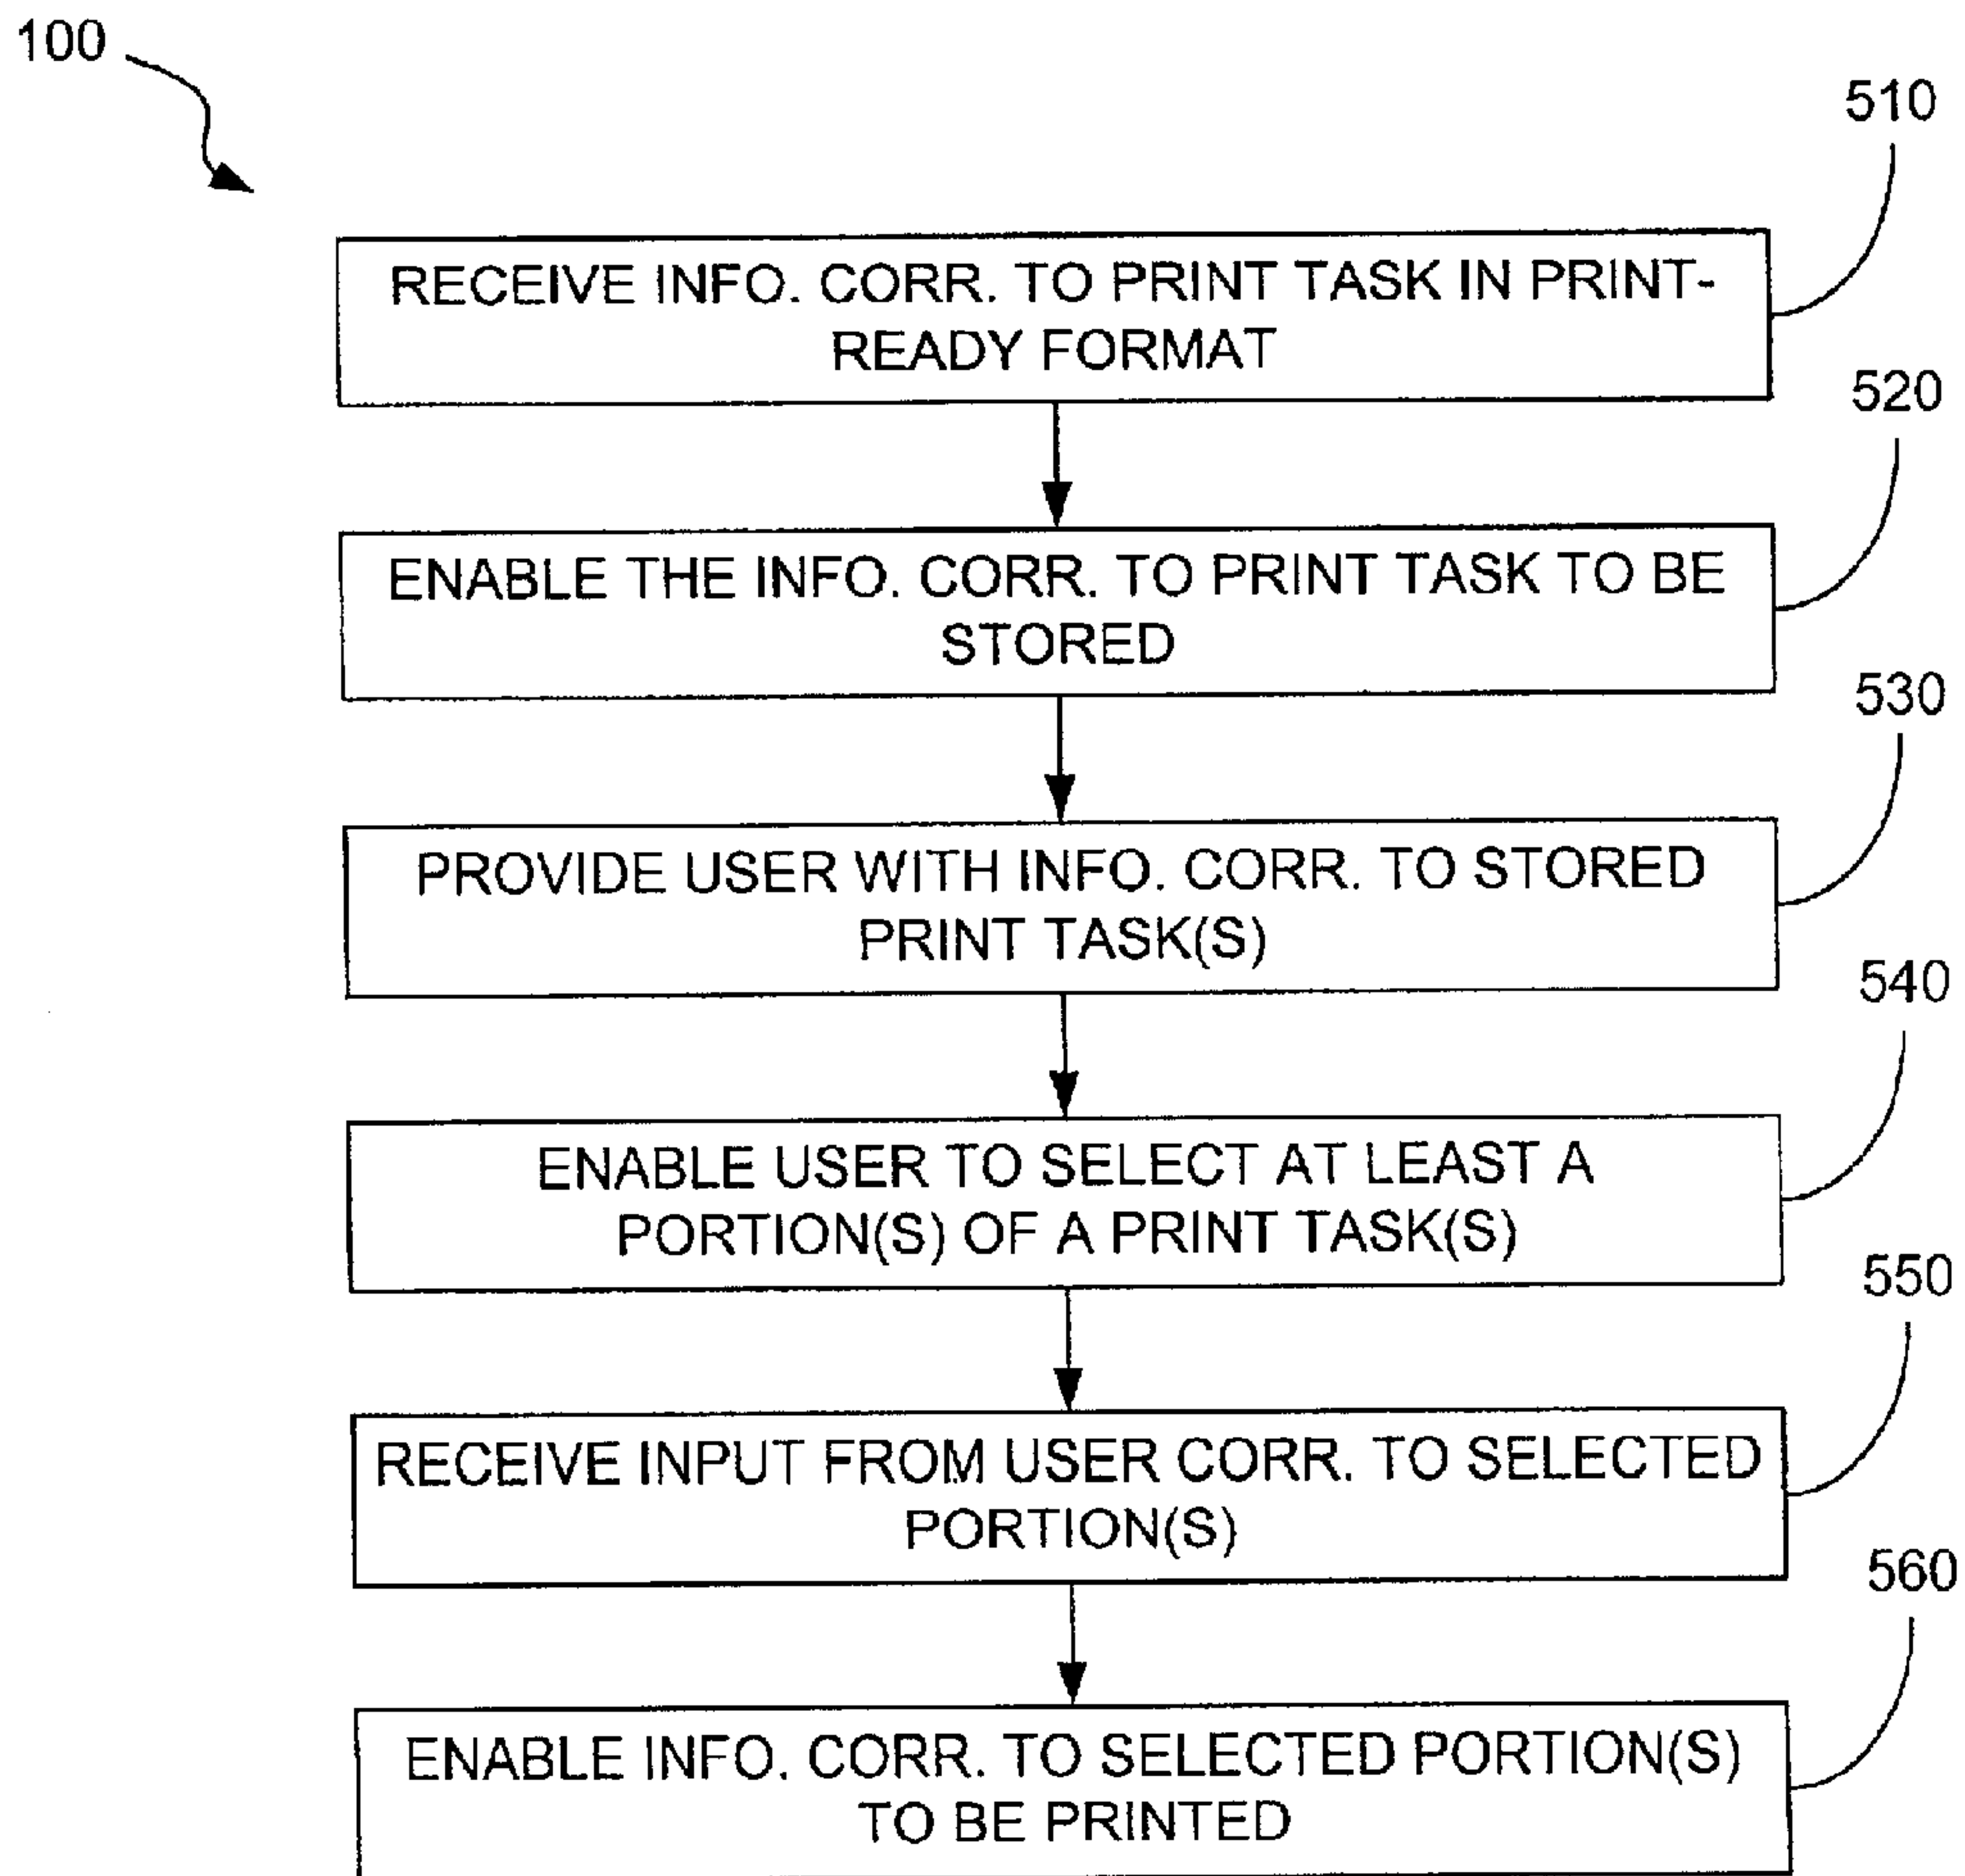 100
510
RECEIVE INFO. CORR. TO PRINT TASK IN PRINT-
READY FORMAT
520
ENABLE THE INFO. CORR. TO PRINT TASK TO BE
STORED
530
PROVIDE USER WITH INFO. CORR. TO STORED
PRINT TASK(S)
540
ENABLE USER TO SELECT AT LEAST A
PORTION(S) OF A PRINT TASK(S)
550
RECEIVE INPUT FROM USER CORR. TO SELECTED
PORTION(S)
560
ENABLE INFO. CORR. TO SELECTED PORTION(S)
TO BE PRINTED